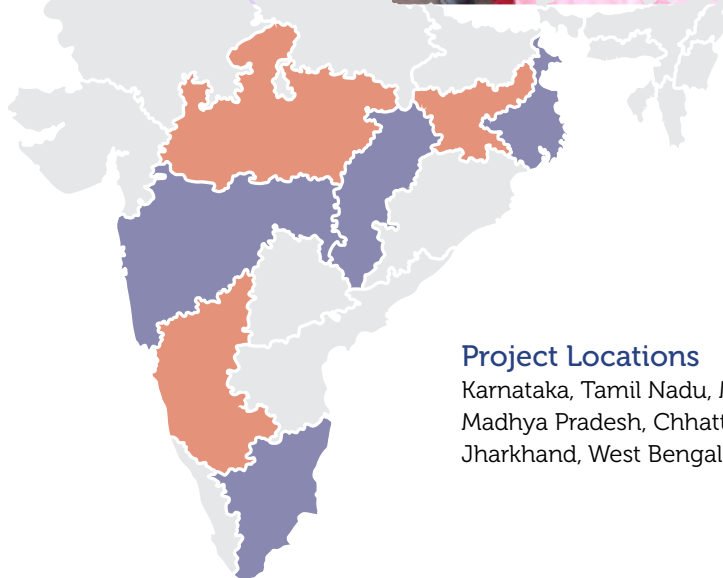 Project Locations
Karnataka, Tamil Nadu,
Madhya Pradesh,
Jharkhand, West Bengal